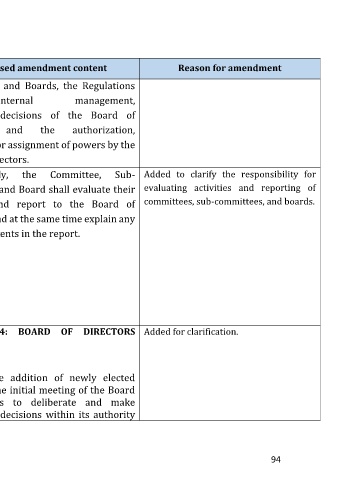 sed amendment content
Reason for amendment
and Boards, the Regulations
nternal management,
decisions of the Board of
and the authorization,
or assignment of powers by the
ectors.
ly, the Committee, Sub-
and Board shall evaluate their
nd report to the Board of
nd at the same time explain any
ents in the report.
Added to clarify the responsibility for
evaluating activities and reporting of
committees, sub-committees, and boards.
4: BOARD OF DIRECTORS
Added for clarification.
e addition of newly elected
he initial meeting of the Board
s to deliberate and make
decisions within its authority
94